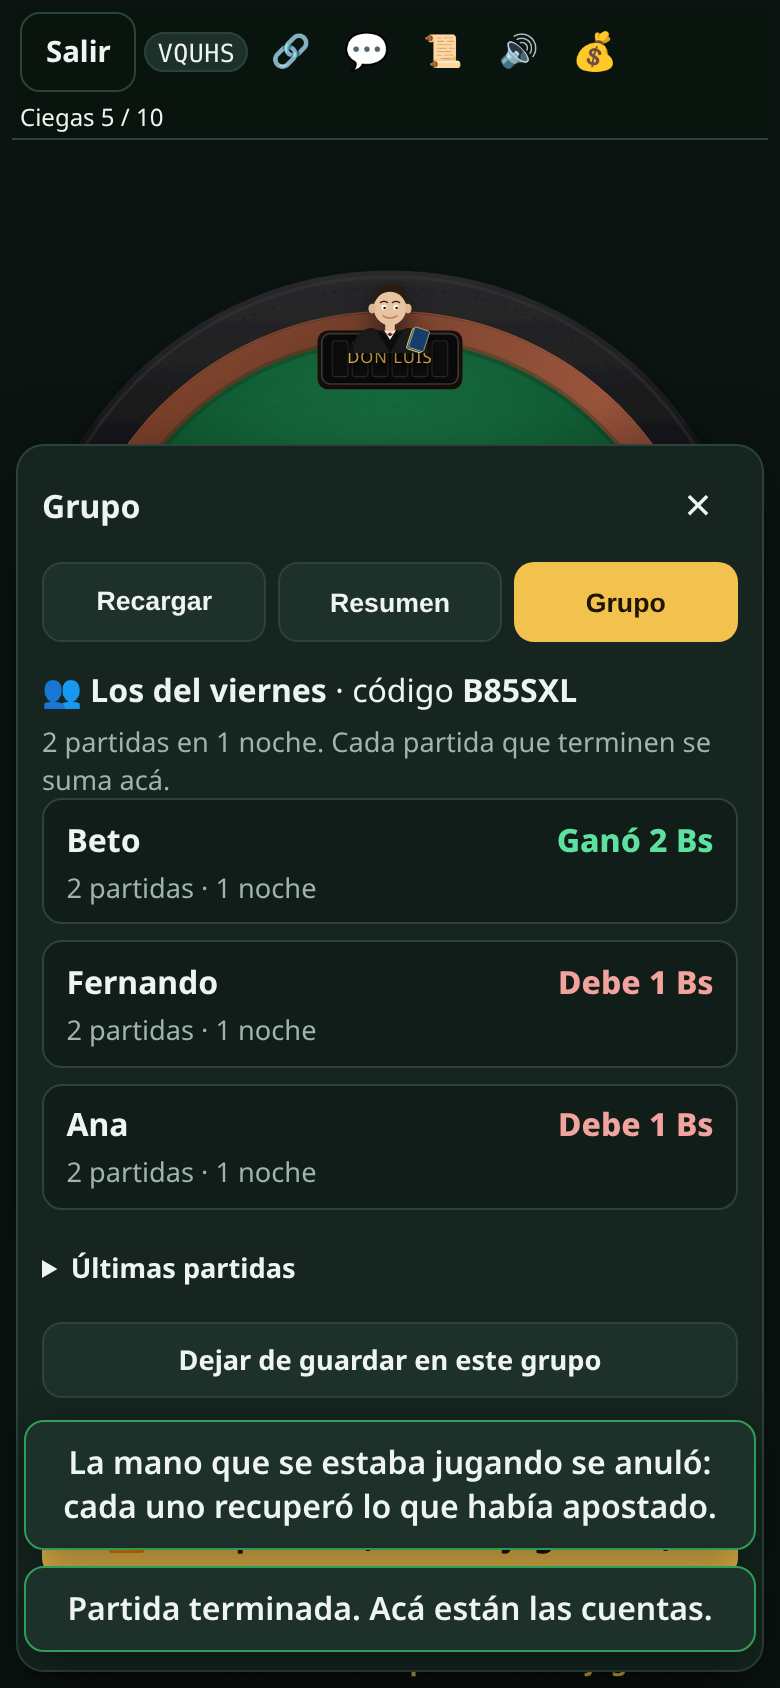 Salir
VQUHS
Ciegas 5 / 10
DON LUIS
Grupo
Recargar
Resumen
Grupo
Los del viernes · código B85SXL
2 partidas en 1 noche. Cada partida que terminen se
suma acá.
Beto
Ganó 2 Bs
2 partidas · 1 noche
Fernando
Debe 1 Bs
2 partidas · 1 noche
Ana
Debe 1 Bs
2 partidas · 1 noche
Últimas partidas
Dejar de guardar en este grupo
La mano que se estaba jugando se anuló:
cada uno recuperó lo que había apostado.
Partida terminada. Acá están las cuentas.